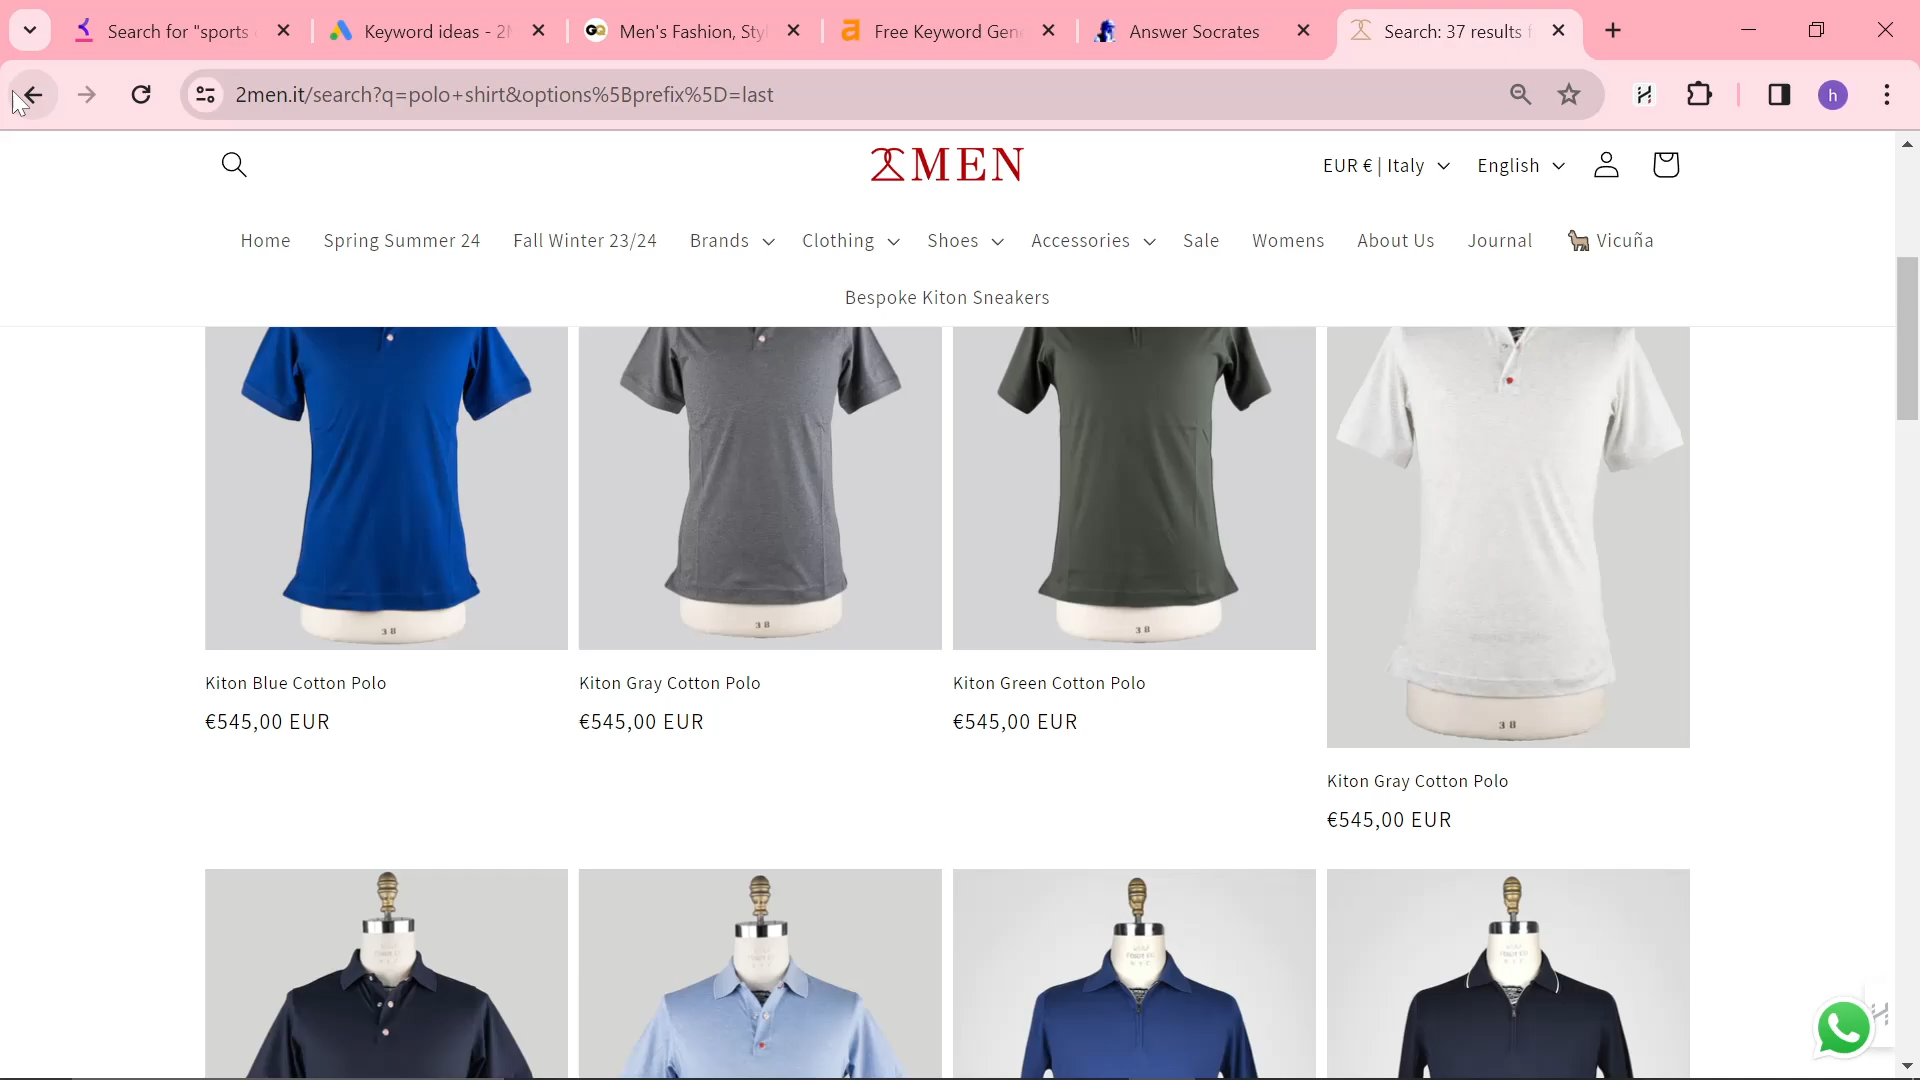 Search for "sports
Keyword ideas - 2
Men's Fashion, Sty
Free Keyword Gen
Answer Socrates
Search: 37 results f
2men.it/search?q=polo+shirt&options%5Bprefix%5D=last
h
2MEN
EUR € | Italy
English
Home
Spring Summer 24
Fall Winter 23/24
Brands
Clothing
Shoes
Accessories
Sale
Womens
About Us
Journal
🦙 Vicuña
Bespoke Kiton Sneakers
38
38
38
38
Kiton Blue Cotton Polo
€545,00 EUR
Kiton Gray Cotton Polo
€545,00 EUR
Kiton Green Cotton Polo
€545,00 EUR
Kiton Gray Cotton Polo
€545,00 EUR